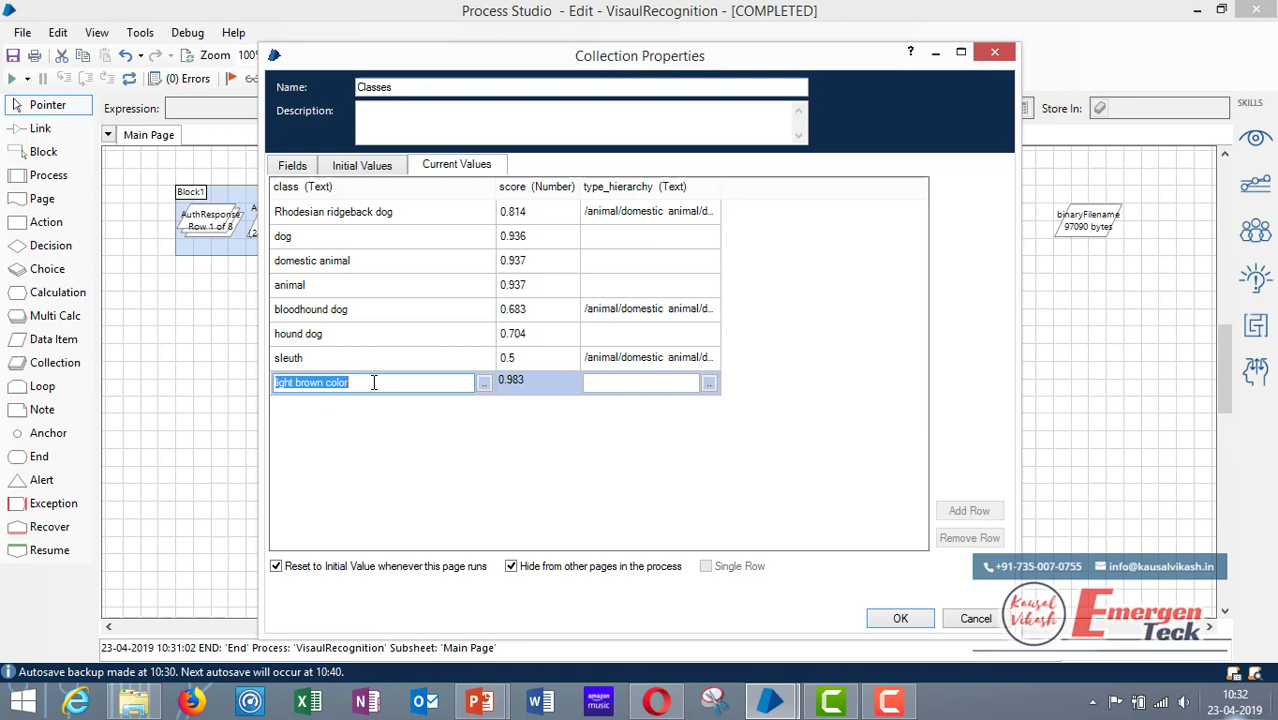 Process Studio - Edit - VisaulRecognition - [COMPLETED]
File Edit View Tools Debug Help
Zoom 100%
(0) Errors
Collection Properties
?
Expression:
Store In:
SKILLS
Main Page
Pointer
Link
Block
Process
Page
Action
Decision
Choice
Calculation
Multi Calc
Data Item
Collection
Loop
Note
Anchor
End
Alert
Exception
Recover
Resume
Block1
AuthResponse
Row 1 of 8
binaryFilename
97090 bytes
Name: Classes
Description:
Fields Initial Values Current Values
class (Text) score (Number) type_hierarchy (Text)
Rhodesian ridgeback dog 0.814 /animal/domestic animal/d...
dog 0.936
domestic animal 0.937
animal 0.937
bloodhound dog 0.683 /animal/domestic animal/d...
hound dog 0.704
sleuth 0.5 /animal/domestic animal/d...
light brown color .. 0.983 ..
Add Row
Remove Row
Reset to Initial Value whenever this page runs Hide from other pages in the process Single Row
OK Cancel
+91-735-007-0755 info@kausalvikash.in
Kausal
Vikash
Emergen
Teck
23-04-2019 10:31:02 END: 'End' Process: 'VisaulRecognition' Subsheet: 'Main Page'
Autosave backup made at 10:30. Next autosave will occur at 10:40.
10:32
23-04-2019